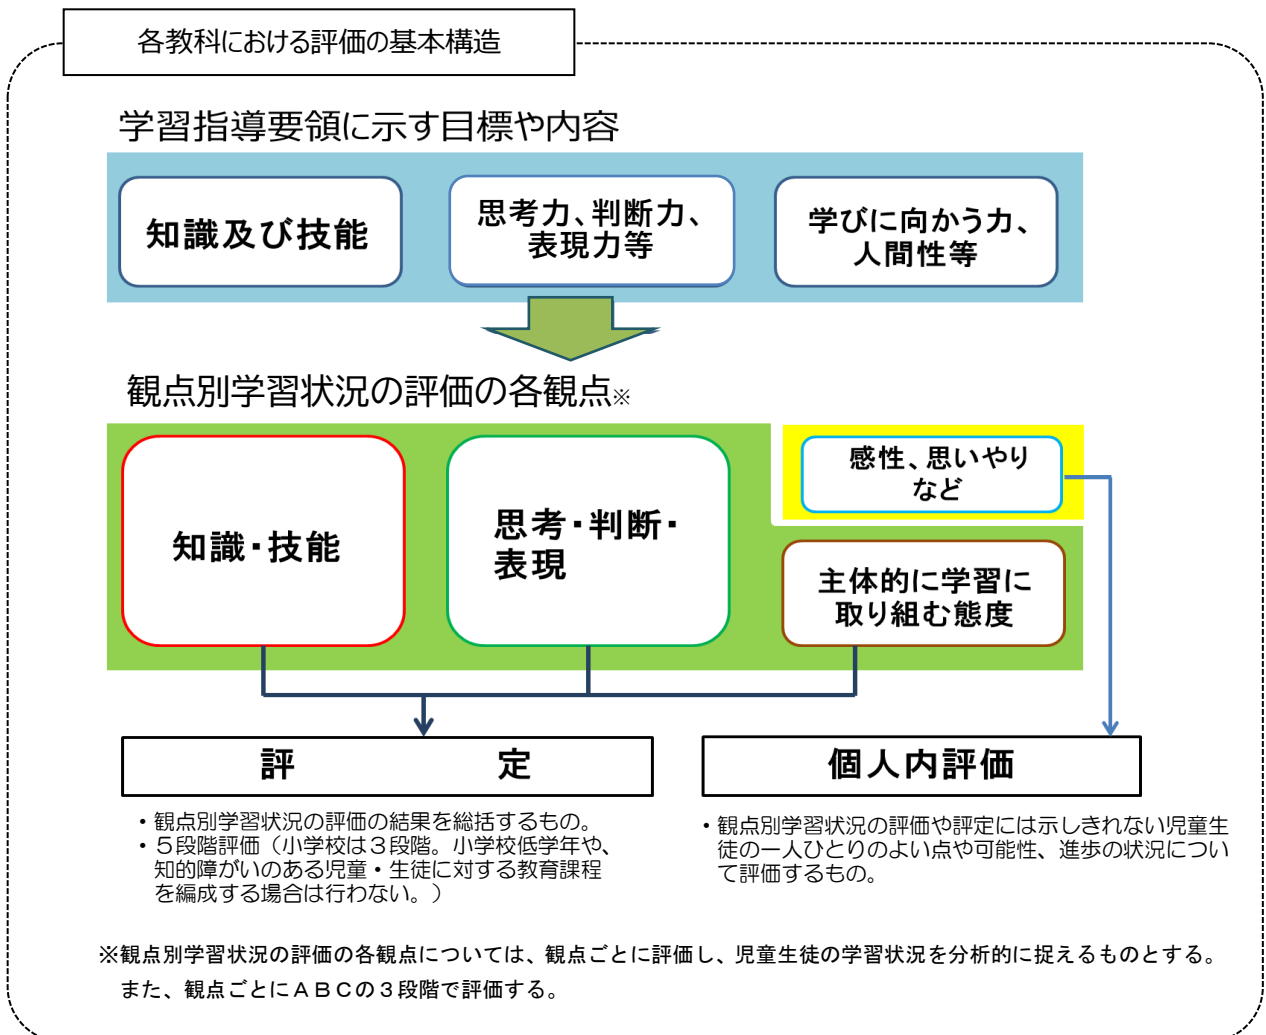 各教科における評価の基本構造
学習指導要領に示す目標や内容
知識及び技能
思考力、判断力、
表現力等
学びに向かう力、
人間性等
観点別学習状況の評価の各観点※
知識・技能
思考・判断・
表現
感性、思いやり
など
主体的に学習に
取り組む態度
評　　　　定
個人内評価
・観点別学習状況の評価の結果を総括するもの。
・５段階評価（小学校は３段階。小学校低学年や、
知的障がいのある児童・生徒に対する教育課程
を編成する場合は行わない。）
・観点別学習状況の評価や評定には示しきれない児童生
徒の一人ひとりのよい点や可能性、進歩の状況につい
て評価するもの。
※観点別学習状況の評価の各観点については、観点ごとに評価し、児童生徒の学習状況を分析的に捉えるものとする。
また、観点ごとにＡＢＣの３段階で評価する。